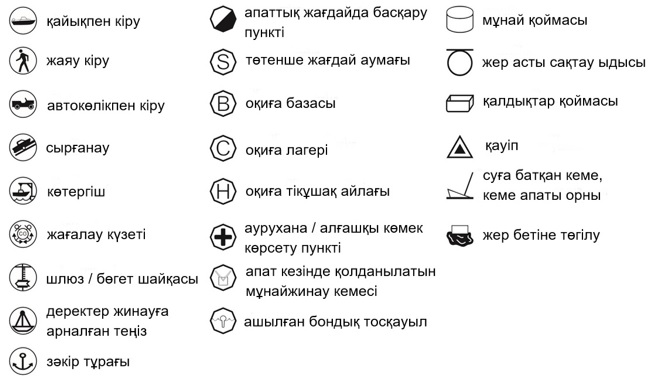 қайықпен кіру
жаяу кіру
автокөлікпен кіру
сырғанау
көтергіш
жағалау күзеті
шлюз / бөгет шайқасы
деректер жинауға
арналған теңіз
зәкір тұрағы
апаттық жағдайда басқару
пункті
S төтенше жағдай аумағы
B оқиға базасы
C оқиға лагері
H оқиға тікұшақ айлағы
аурухана / алғашқы көмек
көрсету пункті
апат кезінде қолданылатын
мұнайжинау кемесі
ашылған бондық тосқауыл
мұнай қоймасы
жер асты сақтау ыдысы
қалдықтар қоймасы
қауіп
суға батқан кеме,
кеме апаты орны
жер бетіне төгілу